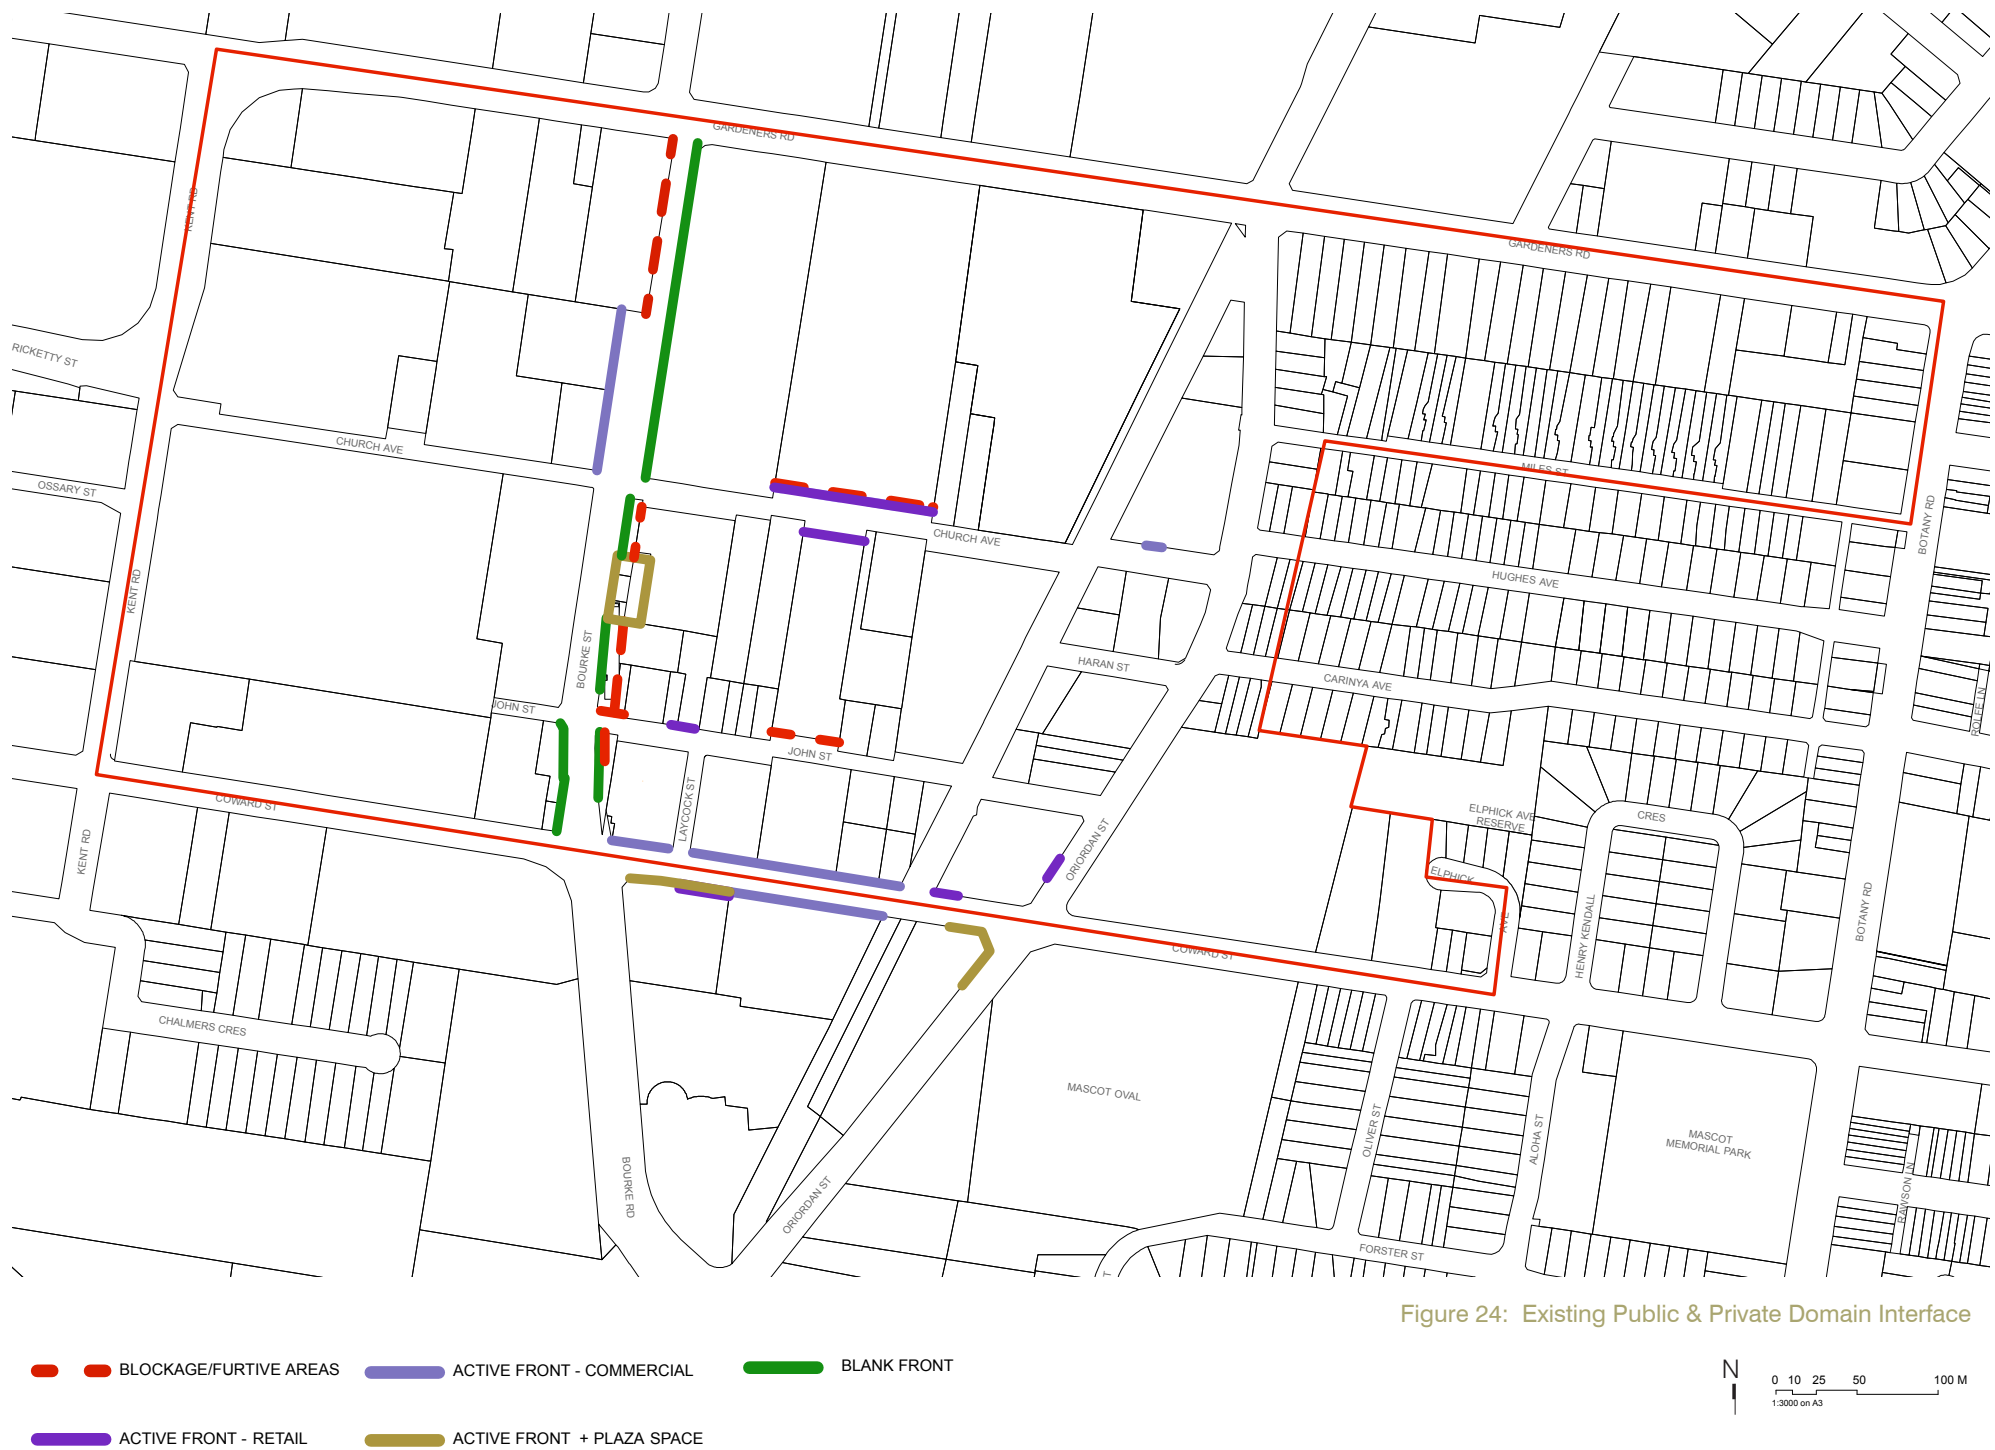 GARDENERS RD
KENT RD
GARDENERS RD
RICKETTY ST
CHURCH AVE
MILES ST
OSSARY ST
CHURCH AVE
BOTANY RD
KENT RD
HUGHES AVE
BOURKE ST
HARAN ST
CARINYA AVE
ROLFE LN
JOHN ST
JOHN ST
COWARD ST
LAYCOCK ST
ELPHICK AVE
RESERVE
CRES
KENT RD
ORIORDAN ST
ELPHICK
AVE
HENRY KENDALL
BOTANY RD
COWARD ST
CHALMERS CRES
MASCOT OVAL
OLIVER ST
ALOHA ST
MASCOT
MEMORIAL PARK
BOURKE RD
ORIORDAN ST
RAWSON LN
FORSTER ST
Figure 24: Existing Public & Private Domain Interface
BLOCKAGE/FURTIVE AREAS
ACTIVE FRONT - COMMERCIAL
BLANK FRONT
ACTIVE FRONT - RETAIL
ACTIVE FRONT + PLAZA SPACE
N
0 10 25 50 100 M
1:3000 on A3